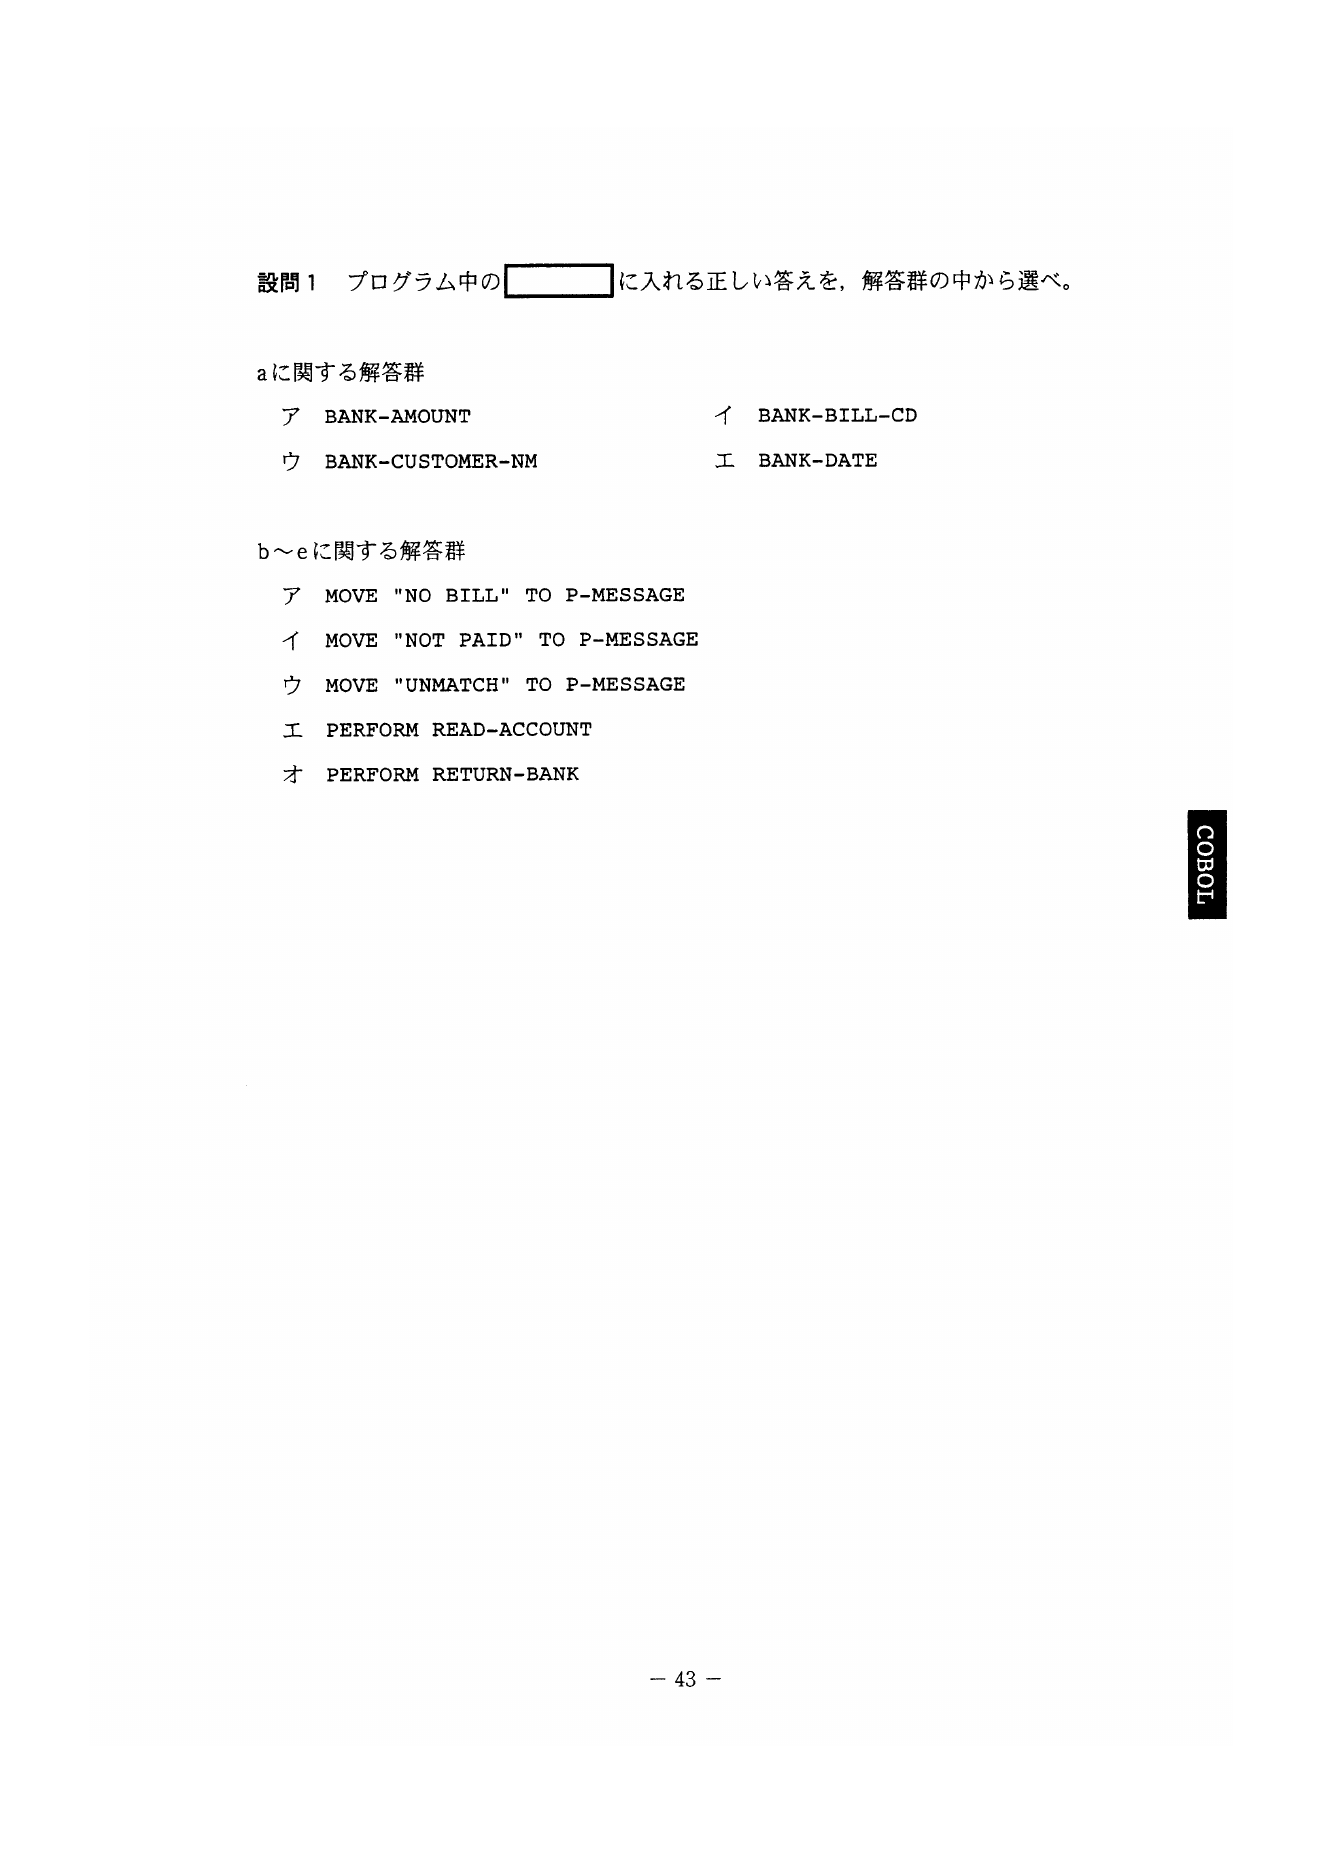 設問1 プログラム中の に入れる正しい答えを，解答群の中から選べ。
aに関する解答群
ア BANK-AMOUNT イ BANK-BILL-CD
ウ BANK-CUSTOMER-NM エ BANK-DATE
b～eに関する解答群
ア MOVE "NO BILL" TO P-MESSAGE
イ MOVE "NOT PAID" TO P-MESSAGE
ウ MOVE "UNMATCH" TO P-MESSAGE
エ PERFORM READ-ACCOUNT
オ PERFORM RETURN-BANK
COBOL
－ 43 －